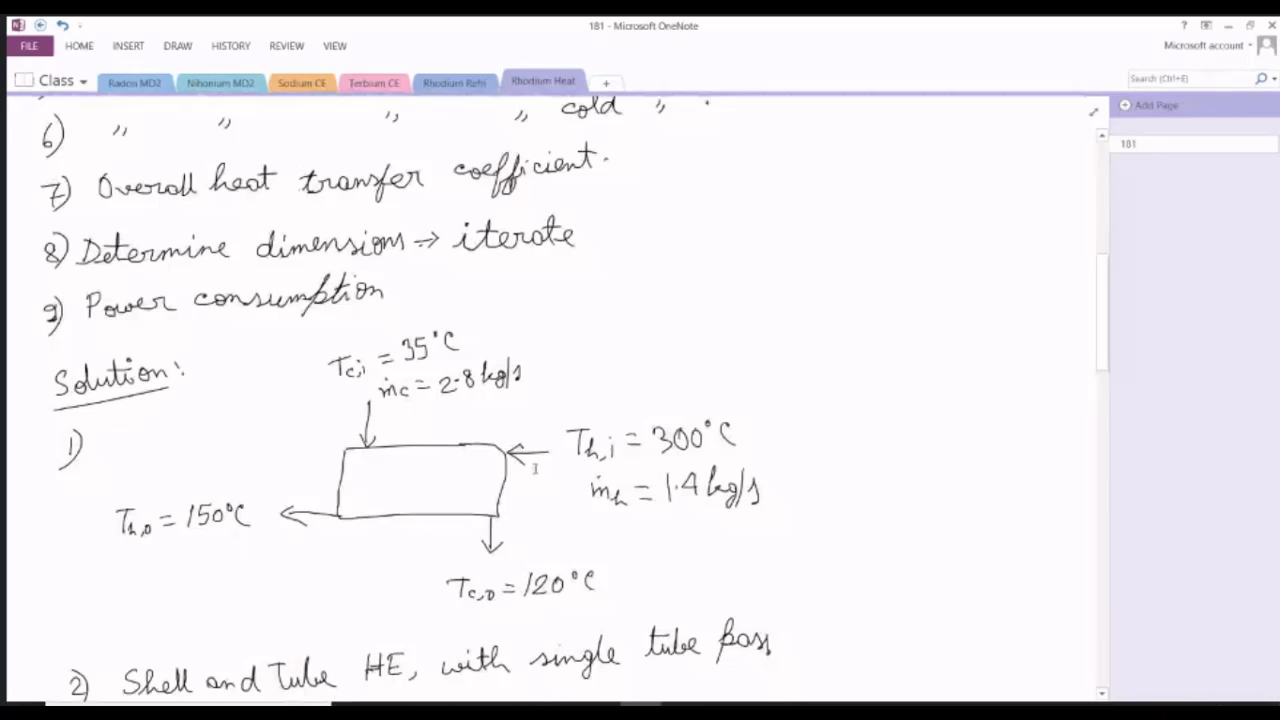 181 - Microsoft OneNote
FILE HOME INSERT DRAW HISTORY REVIEW VIEW
Microsoft account
Class Radon MD2 Nihonium MD2 Sodium CE Terbium CE Rhodium Refri Rhodium Heat +
Search (Ctrl+E)
Add Page
181
6) ,, ,, ,, ,, cold ,, .
7) Overall heat transfer coefficient.
8) Determine dimensions → iterate
9) Power consumption
Solution:
Tc,i = 35°C
ṁc = 2.8 kg/s
1)
Th,i = 300°C
ṁh = 1.4 kg/s
Th,o = 150°C
Tc,o = 120°C
2) Shell and Tube HE, with single tube pass